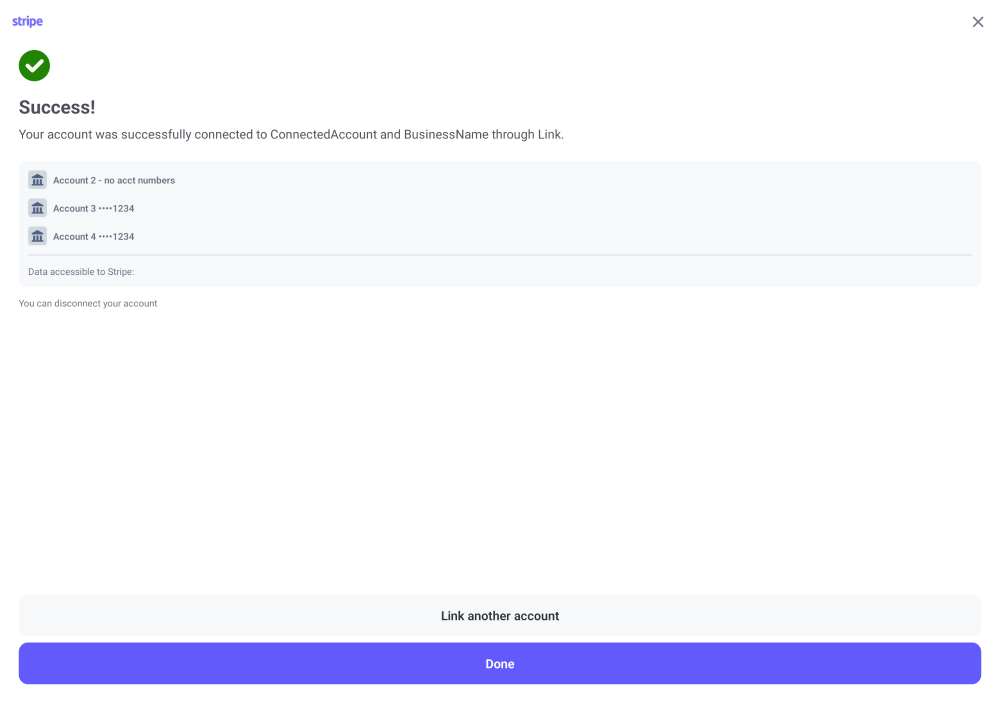 stripe
Success!
Your account was successfully connected to ConnectedAccount and BusinessName through Link.
Account 2 - no acct numbers
Account 3 ••••1234
Account 4 ••••1234
Data accessible to Stripe:
You can disconnect your account
Link another account
Done